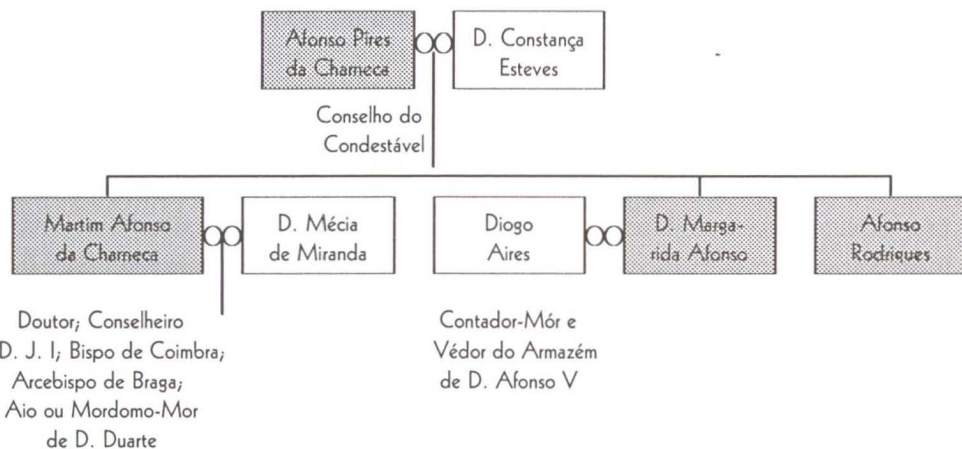 Afonso Pires
da Charneca
D. Constança
Esteves
Conselho do
Condestável
Martim Afonso
da Charneca
D. Mécia
de Miranda
Diogo
Aires
D. Marga-
rida Afonso
Afonso
Rodrigues
Doutor; Conselheiro
D. J. I; Bispo de Coimbra;
Arcebispo de Braga;
Aio ou Mordomo-Mor
de D. Duarte
Contador-Mór e
Védor do Armazém
de D. Afonso V